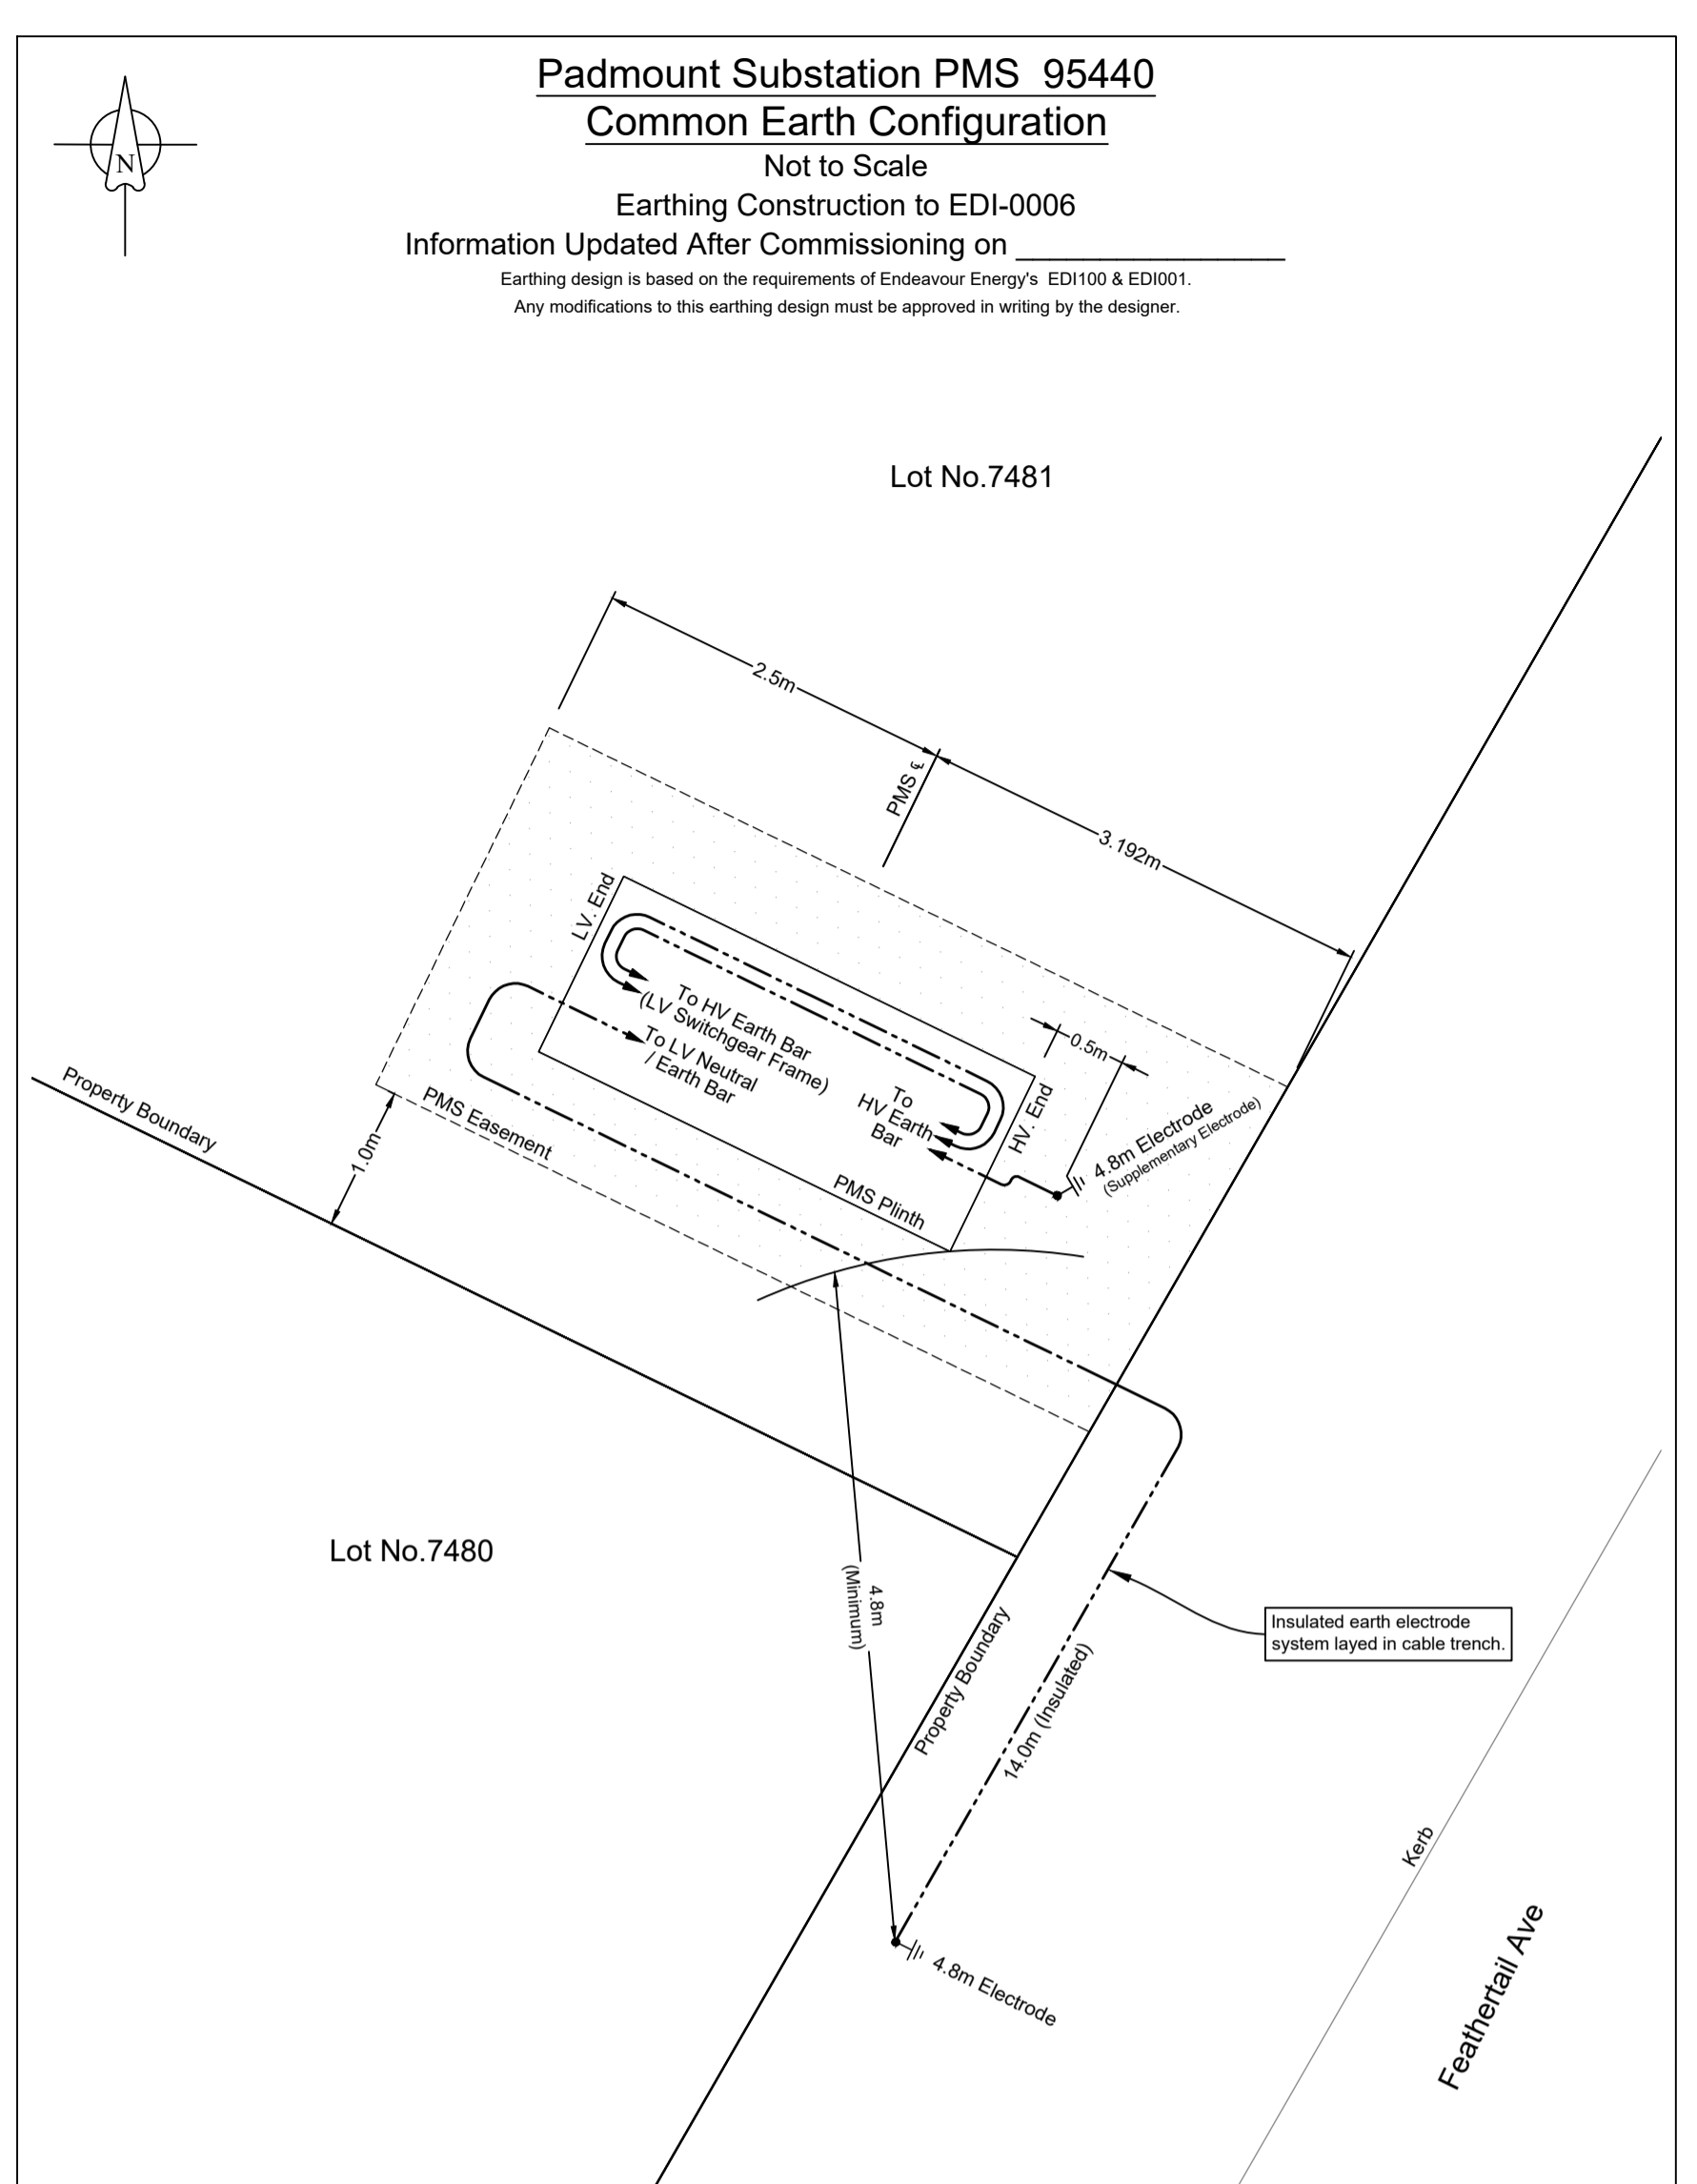 Padmount Substation PMS  95440
Common Earth Configuration
Not to Scale
Earthing Construction to EDI-0006
Information Updated After Commissioning on ________________
Earthing design is based on the requirements of Endeavour Energy's  EDI100 & EDI001.
Any modifications to this earthing design must be approved in writing by the designer.
N
Lot No.7481
2.5m
PMS ℄
3.192m
LV. End
To HV Earth Bar
(LV Switchgear Frame)
To LV Neutral
/ Earth Bar
To
HV Earth
Bar
HV. End
0.5m
4.8m Electrode
(Supplementary Electrode)
Property Boundary
PMS Easement
1.0m
PMS Plinth
Lot No.7480
4.8m
(Minimum)
Property Boundary
14.0m (Insulated)
Insulated earth electrode
system layed in cable trench.
Kerb
4.8m Electrode
Feathertail Ave